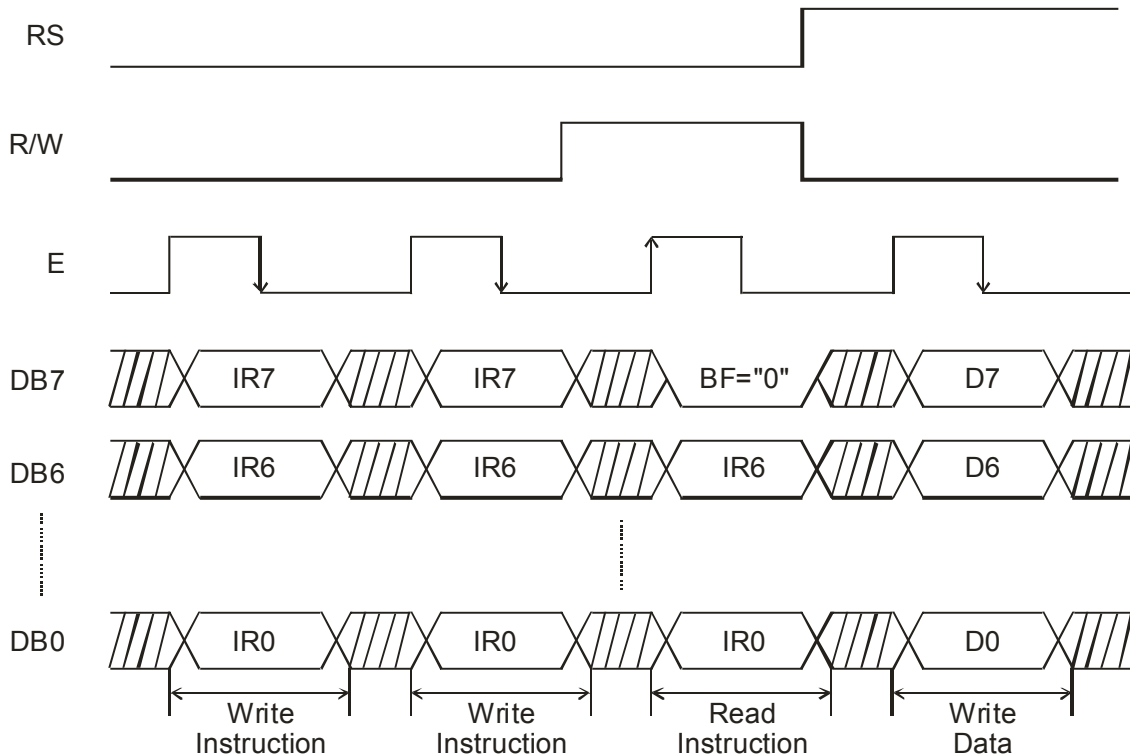 RS
R/W
E
DB7 IR7 IR7 BF="0" D7
DB6 IR6 IR6 IR6 D6
DB0 IR0 IR0 IR0 D0
Write Write Read Write
Instruction Instruction Instruction Data